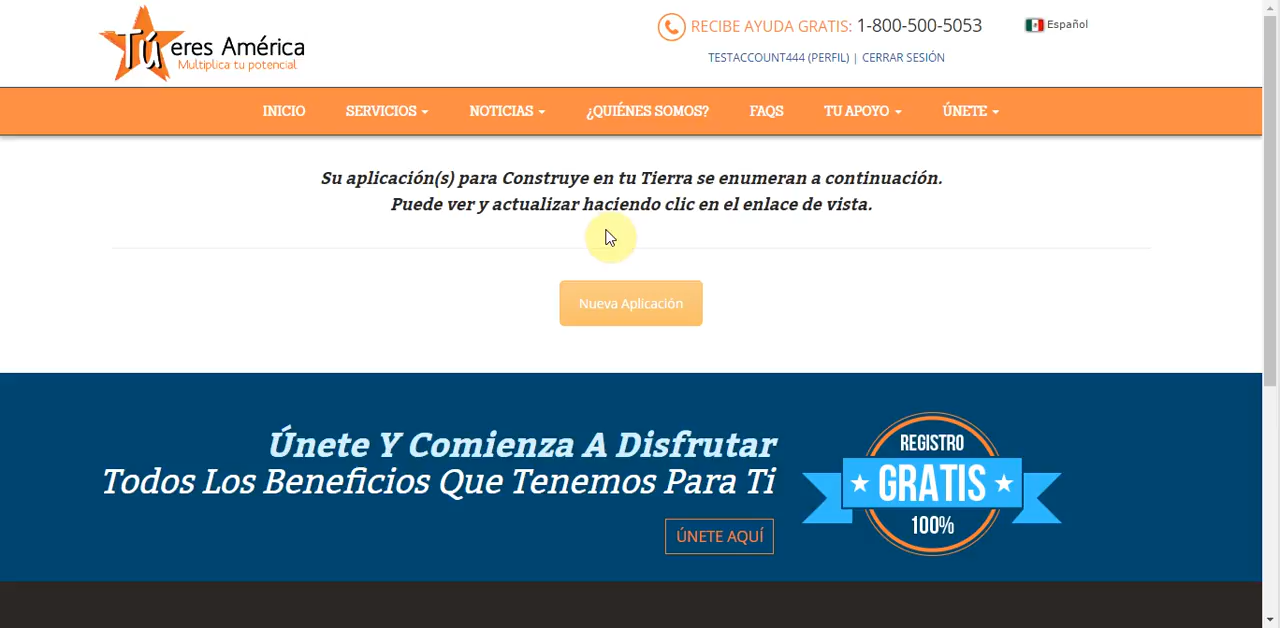 Tú eres América
Multiplica tu potencial
RECIBE AYUDA GRATIS: 1-800-500-5053
Español
TESTACCOUNT444 (PERFIL) | CERRAR SESIÓN
INICIO SERVICIOS NOTICIAS ¿QUIÉNES SOMOS? FAQS TU APOYO ÚNETE
Su aplicación(s) para Construye en tu Tierra se enumeran a continuación.
Puede ver y actualizar haciendo clic en el enlace de vista.
Nueva Aplicación
Únete Y Comienza A Disfrutar
Todos Los Beneficios Que Tenemos Para Ti
ÚNETE AQUÍ
REGISTRO
GRATIS
100%